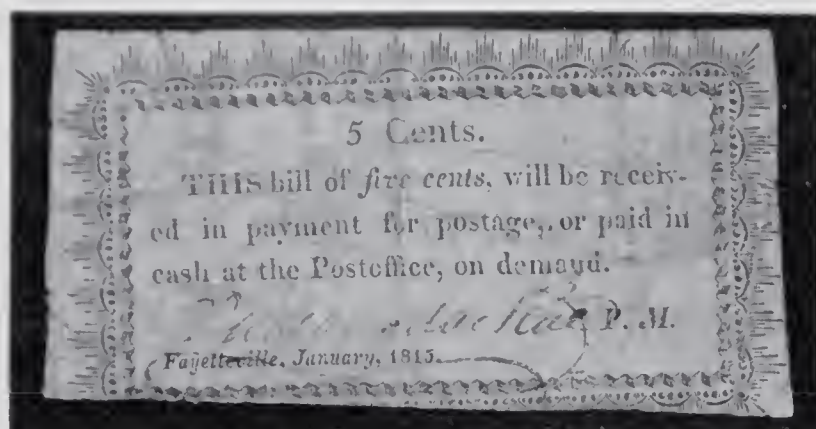 5 Cents.
THIS bill of five cents, will be receiv-
ed in payment for postage, or paid in
cash at the Postoffice, on demand.
P. M.
Fayetteville, January, 1815.